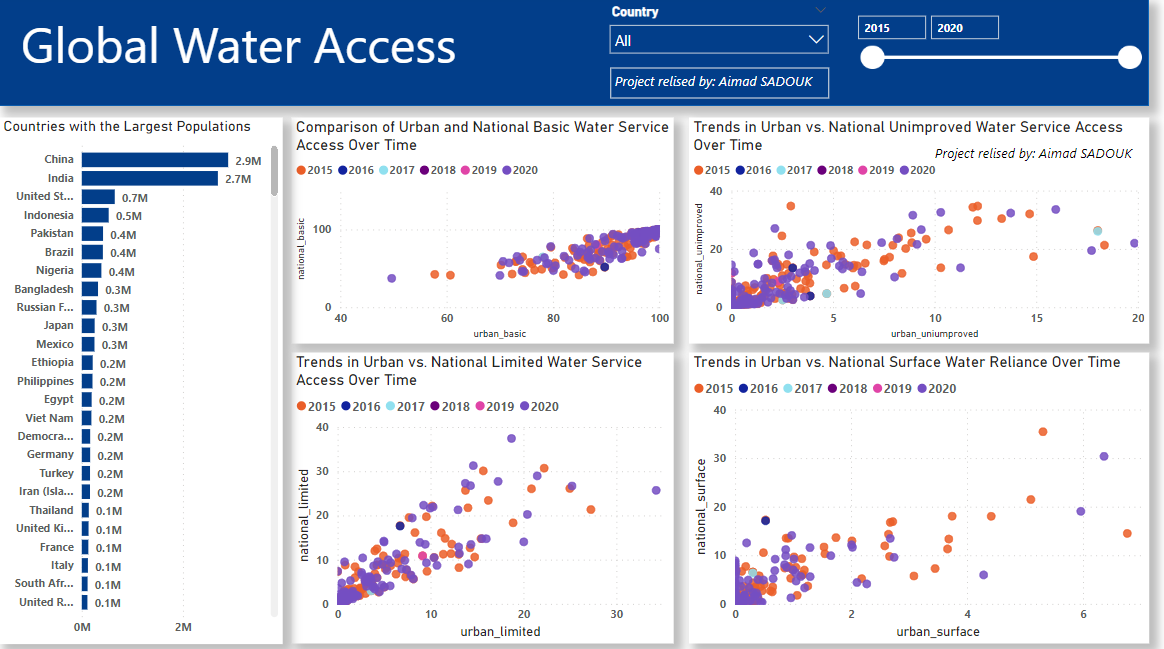 Global Water Access
Country
All
Project relised by: Aimad SADOUK
2015
2020
Countries with the Largest Populations
China 2.9M
India 2.7M
United St... 0.7M
Indonesia 0.5M
Pakistan 0.4M
Brazil 0.4M
Nigeria 0.4M
Bangladesh 0.3M
Russian F... 0.3M
Japan 0.3M
Mexico 0.3M
Ethiopia 0.2M
Philippines 0.2M
Egypt 0.2M
Viet Nam 0.2M
Democra... 0.2M
Germany 0.2M
Turkey 0.2M
Iran (Isla... 0.2M
Thailand 0.1M
United Ki... 0.1M
France 0.1M
Italy 0.1M
South Afr... 0.1M
United R... 0.1M
0M 2M
Comparison of Urban and National Basic Water Service
Access Over Time
2015 2016 2017 2018 2019 2020
national_basic
100
0
40 60 80 100
urban_basic
Trends in Urban vs. National Unimproved Water Service Access
Over Time
Project relised by: Aimad SADOUK
2015 2016 2017 2018 2019 2020
national_unimproved
40
20
0
0 5 10 15 20
urban_uniumproved
Trends in Urban vs. National Limited Water Service
Access Over Time
2015 2016 2017 2018 2019 2020
national_limited
40
30
20
10
0
0 10 20 30
urban_limited
Trends in Urban vs. National Surface Water Reliance Over Time
2015 2016 2017 2018 2019 2020
national_surface
40
30
20
10
0
0 2 4 6
urban_surface